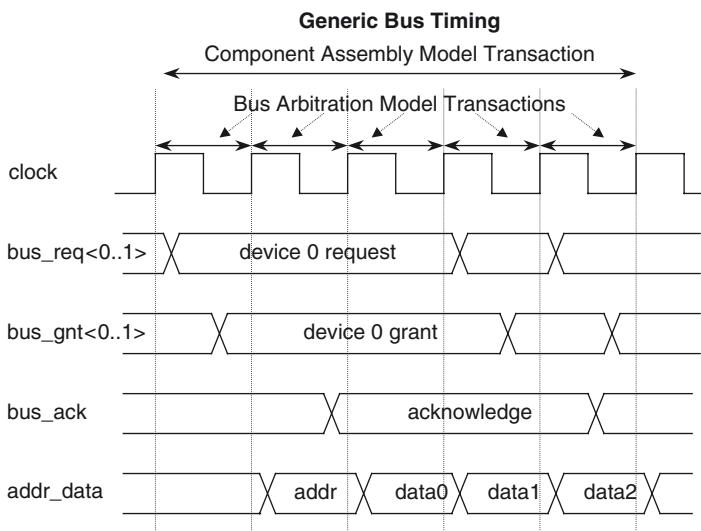 Generic Bus Timing
Component Assembly Model Transaction
Bus Arbitration Model Transactions
clock
bus_req<0..1>
device 0 request
bus_gnt<0..1>
device 0 grant
bus_ack
acknowledge
addr_data
addr
data0
data1
data2